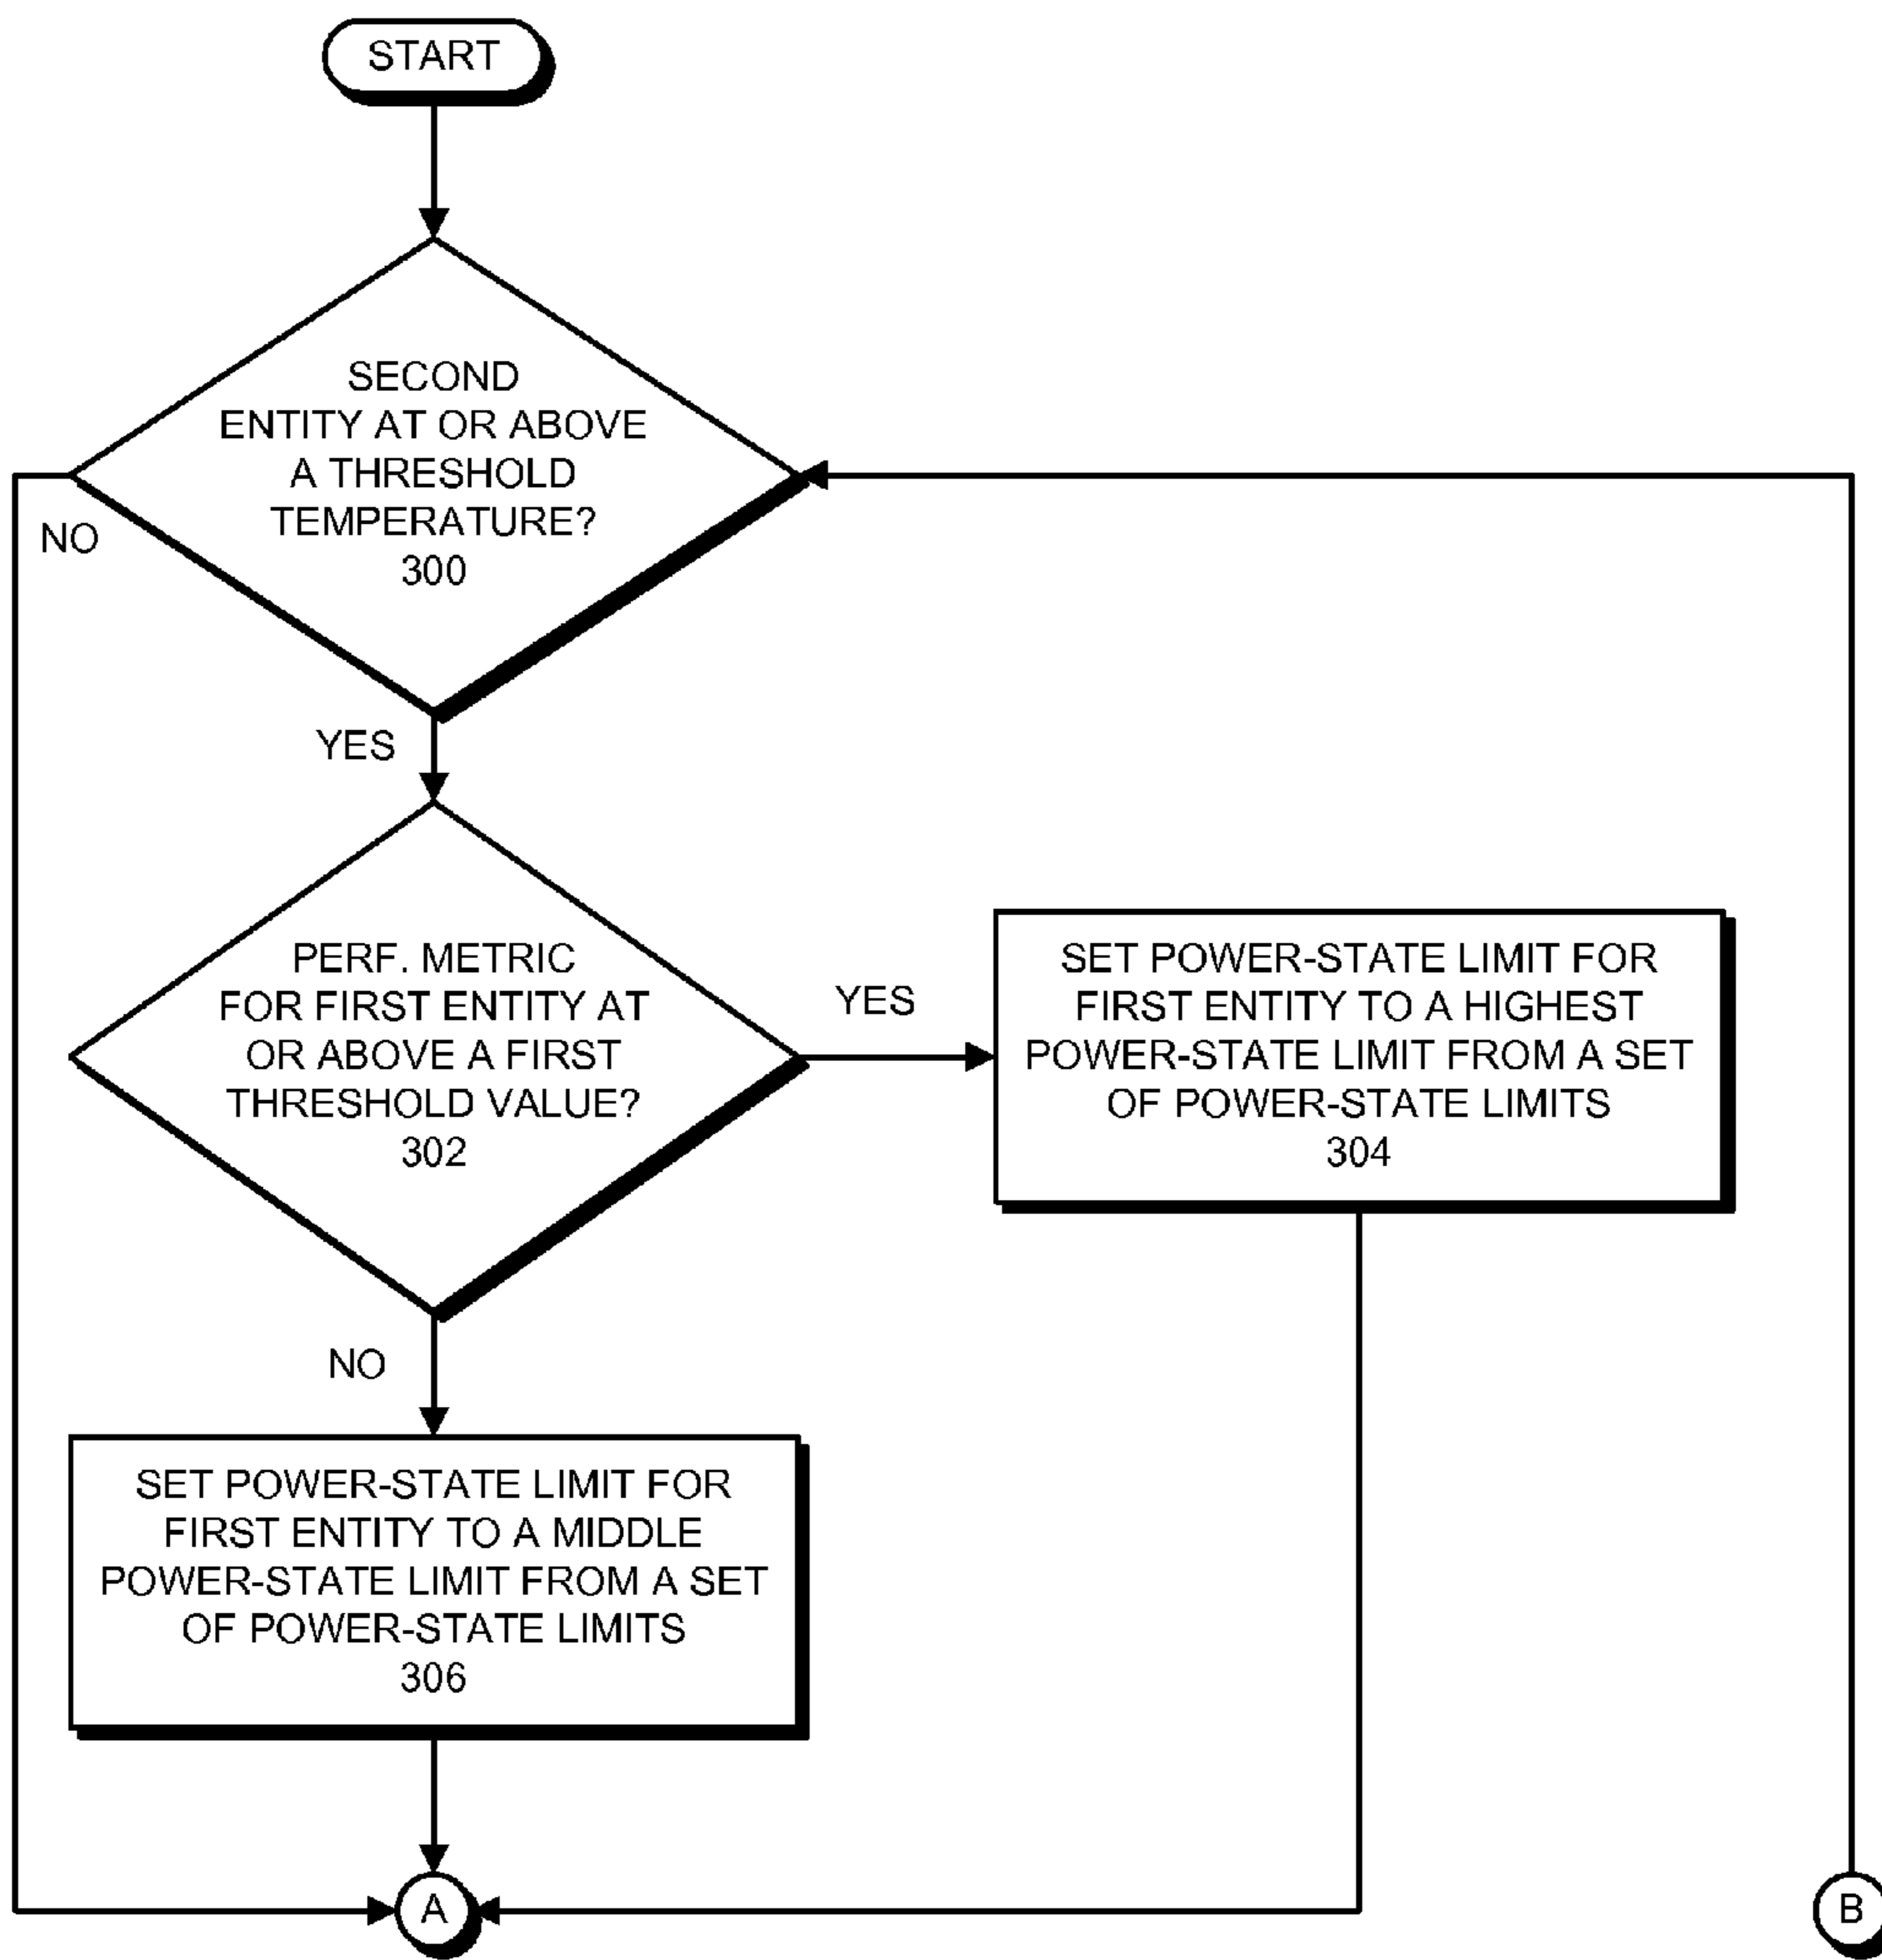 START
SECOND
ENTITY AT OR ABOVE
A THRESHOLD
TEMPERATURE?
300
NO
YES
PERF. METRIC
FOR FIRST ENTITY AT
OR ABOVE A FIRST
THRESHOLD VALUE?
302
YES
SET POWER-STATE LIMIT FOR
FIRST ENTITY TO A HIGHEST
POWER-STATE LIMIT FROM A SET
OF POWER-STATE LIMITS
304
NO
SET POWER-STATE LIMIT FOR
FIRST ENTITY TO A MIDDLE
POWER-STATE LIMIT FROM A SET
OF POWER-STATE LIMITS
306
A
B